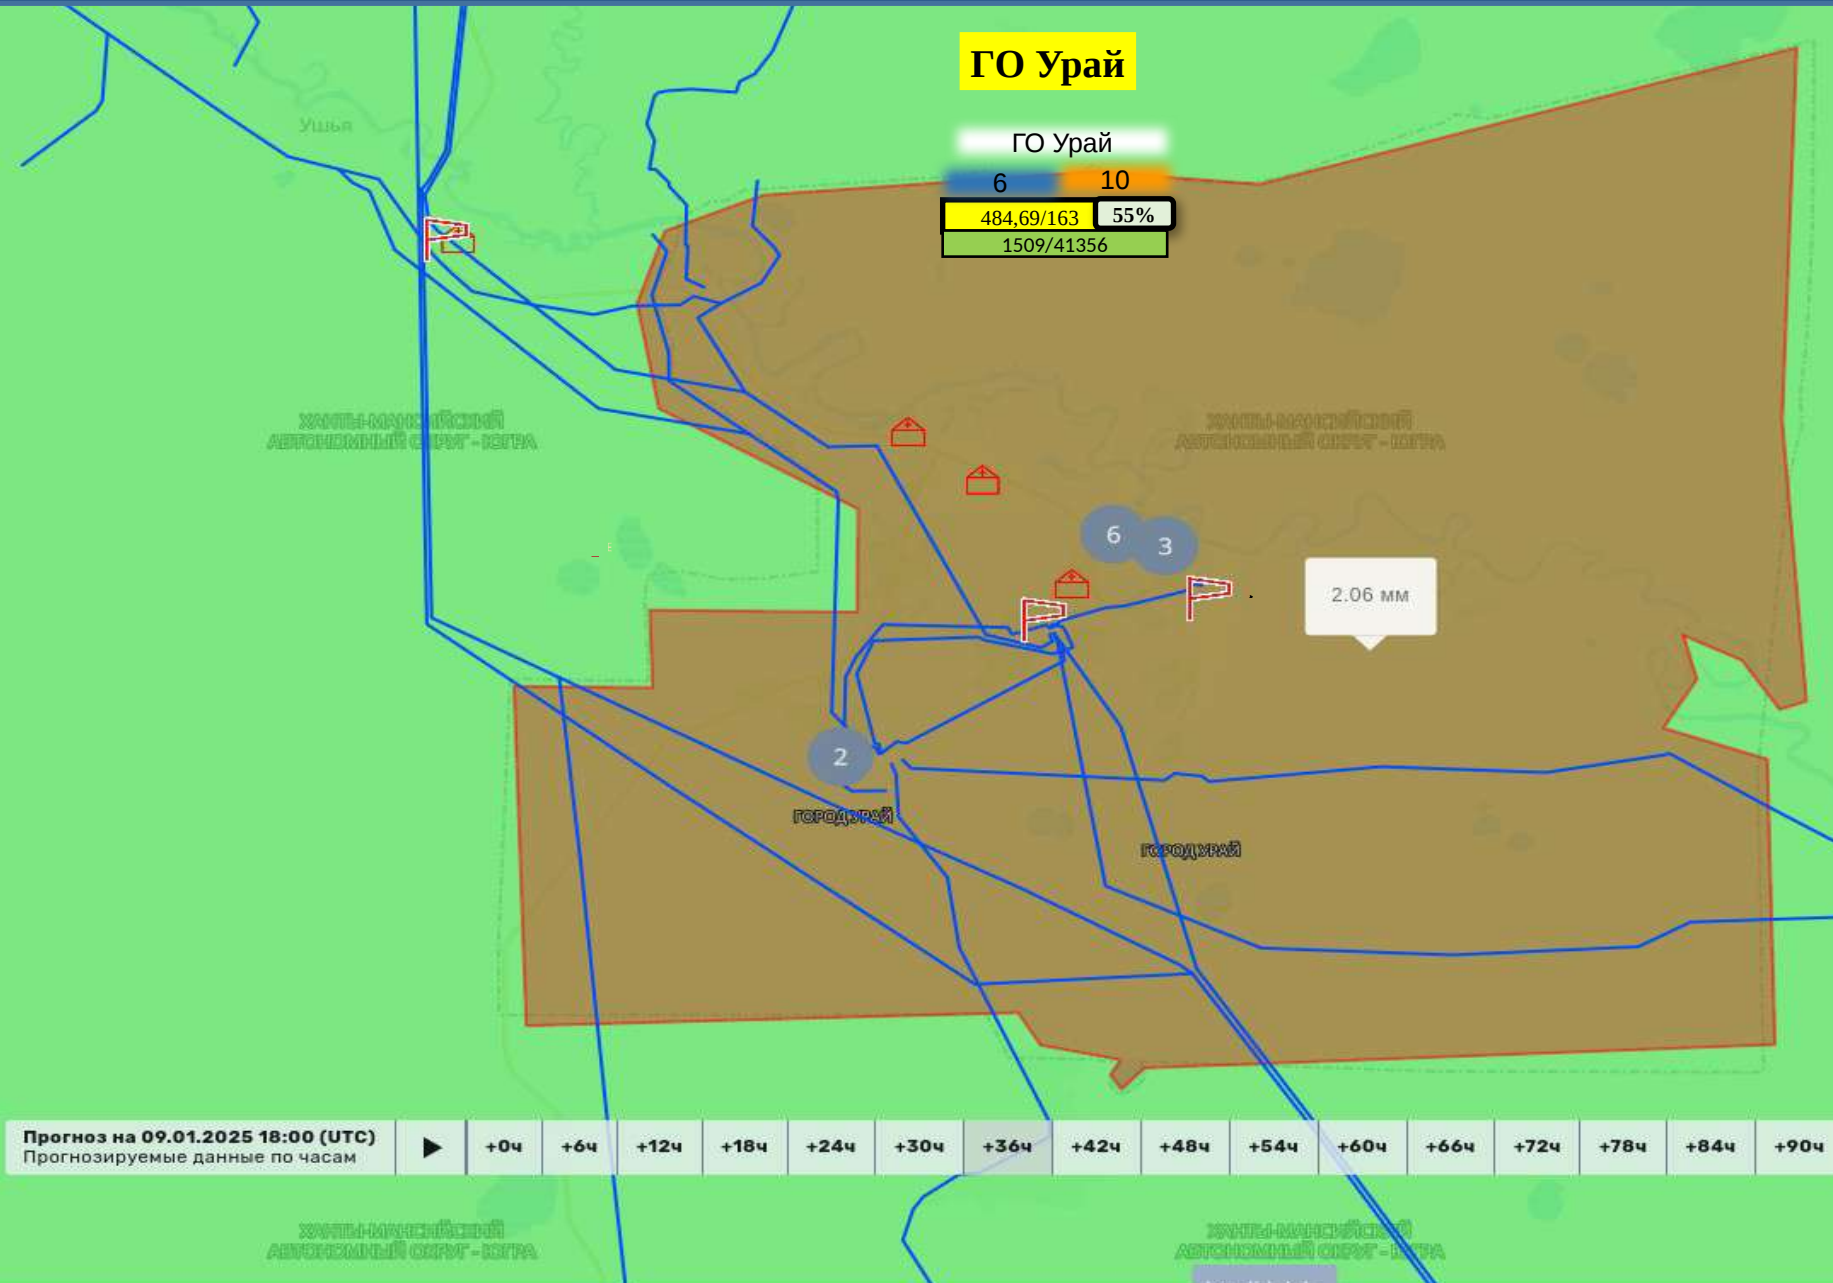 ГО Урай
Ушья
ГО Урай
6
10
484,69/163
55%
1509/41356
ХАНТЫ-МАНСИЙСКИЙ
АВТОНОМНЫЙ ОКРУГ - ЮГРА
ХАНТЫ-МАНСИЙСКИЙ
АВТОНОМНЫЙ ОКРУГ - ЮГРА
6
3
2.06 мм
2
ГОРОД УРАЙ
ГОРОД УРАЙ
Прогноз на 09.01.2025 18:00 (UTC)
Прогнозируемые данные по часам
+0ч
+6ч
+12ч
+18ч
+24ч
+30ч
+36ч
+42ч
+48ч
+54ч
+60ч
+66ч
+72ч
+78ч
+84ч
+90ч
ХАНТЫ-МАНСИЙСКИЙ
АВТОНОМНЫЙ ОКРУГ - ЮГРА
ХАНТЫ-МАНСИЙСКИЙ
АВТОНОМНЫЙ ОКРУГ - ЮГРА